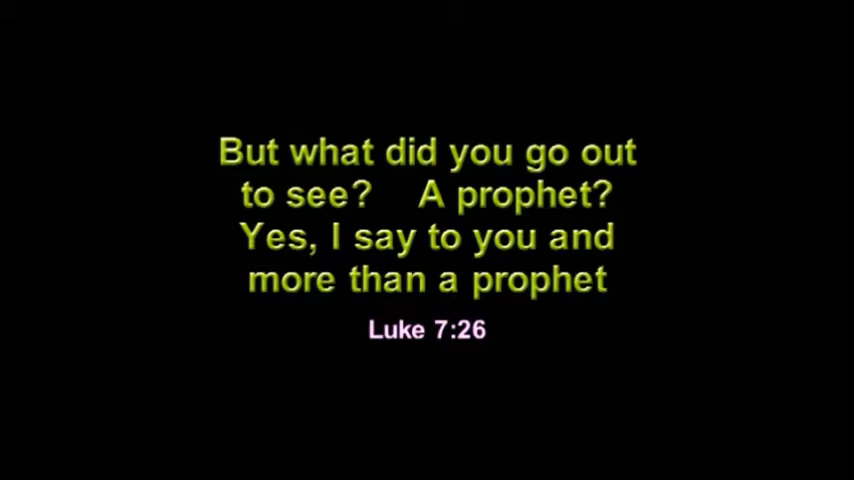 But what did you go out
to see? A prophet?
Yes, I say to you and
more than a prophet
Luke 7:26